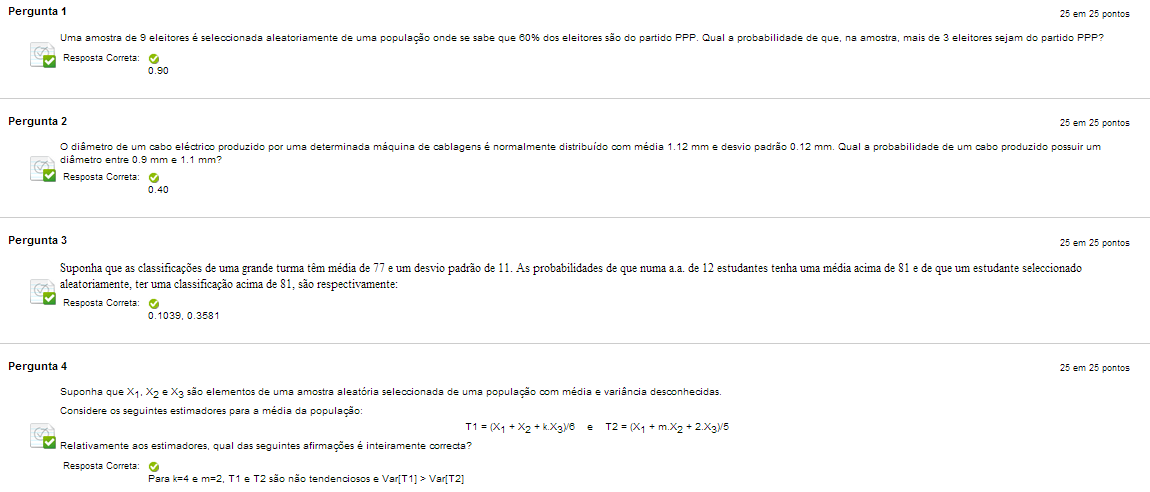 Pergunta 1
25 em 25 pontos
Uma amostra de 9 eleitores é seleccionada aleatoriamente de uma população onde se sabe que 60% dos eleitores são do partido PPP. Qual a probabilidade de que, na amostra, mais de 3 eleitores sejam do partido PPP?
Resposta Correta:
0.90
Pergunta 2
25 em 25 pontos
O diâmetro de um cabo eléctrico produzido por uma determinada máquina de cablagens é normalmente distribuído com média 1.12 mm e desvio padrão 0.12 mm. Qual a probabilidade de um cabo produzido possuir um
diâmetro entre 0.9 mm e 1.1 mm?
Resposta Correta:
0.40
Pergunta 3
25 em 25 pontos
Suponha que as classificações de uma grande turma têm média de 77 e um desvio padrão de 11. As probabilidades de que numa a.a. de 12 estudantes tenha uma média acima de 81 e de que um estudante seleccionado
aleatoriamente, ter uma classificação acima de 81, são respectivamente:
Resposta Correta:
0.1039, 0.3581
Pergunta 4
25 em 25 pontos
Suponha que X1, X2 e X3 são elementos de uma amostra aleatória seleccionada de uma população com média e variância desconhecidas.
Considere os seguintes estimadores para a média da população:
T1 = (X1 + X2 + k.X3)/6 e T2 = (X1 + m.X2 + 2.X3)/5
Relativamente aos estimadores, qual das seguintes afirmações é inteiramente correcta?
Resposta Correta:
Para k=4 e m=2, T1 e T2 são não tendenciosos e Var[T1] > Var[T2]